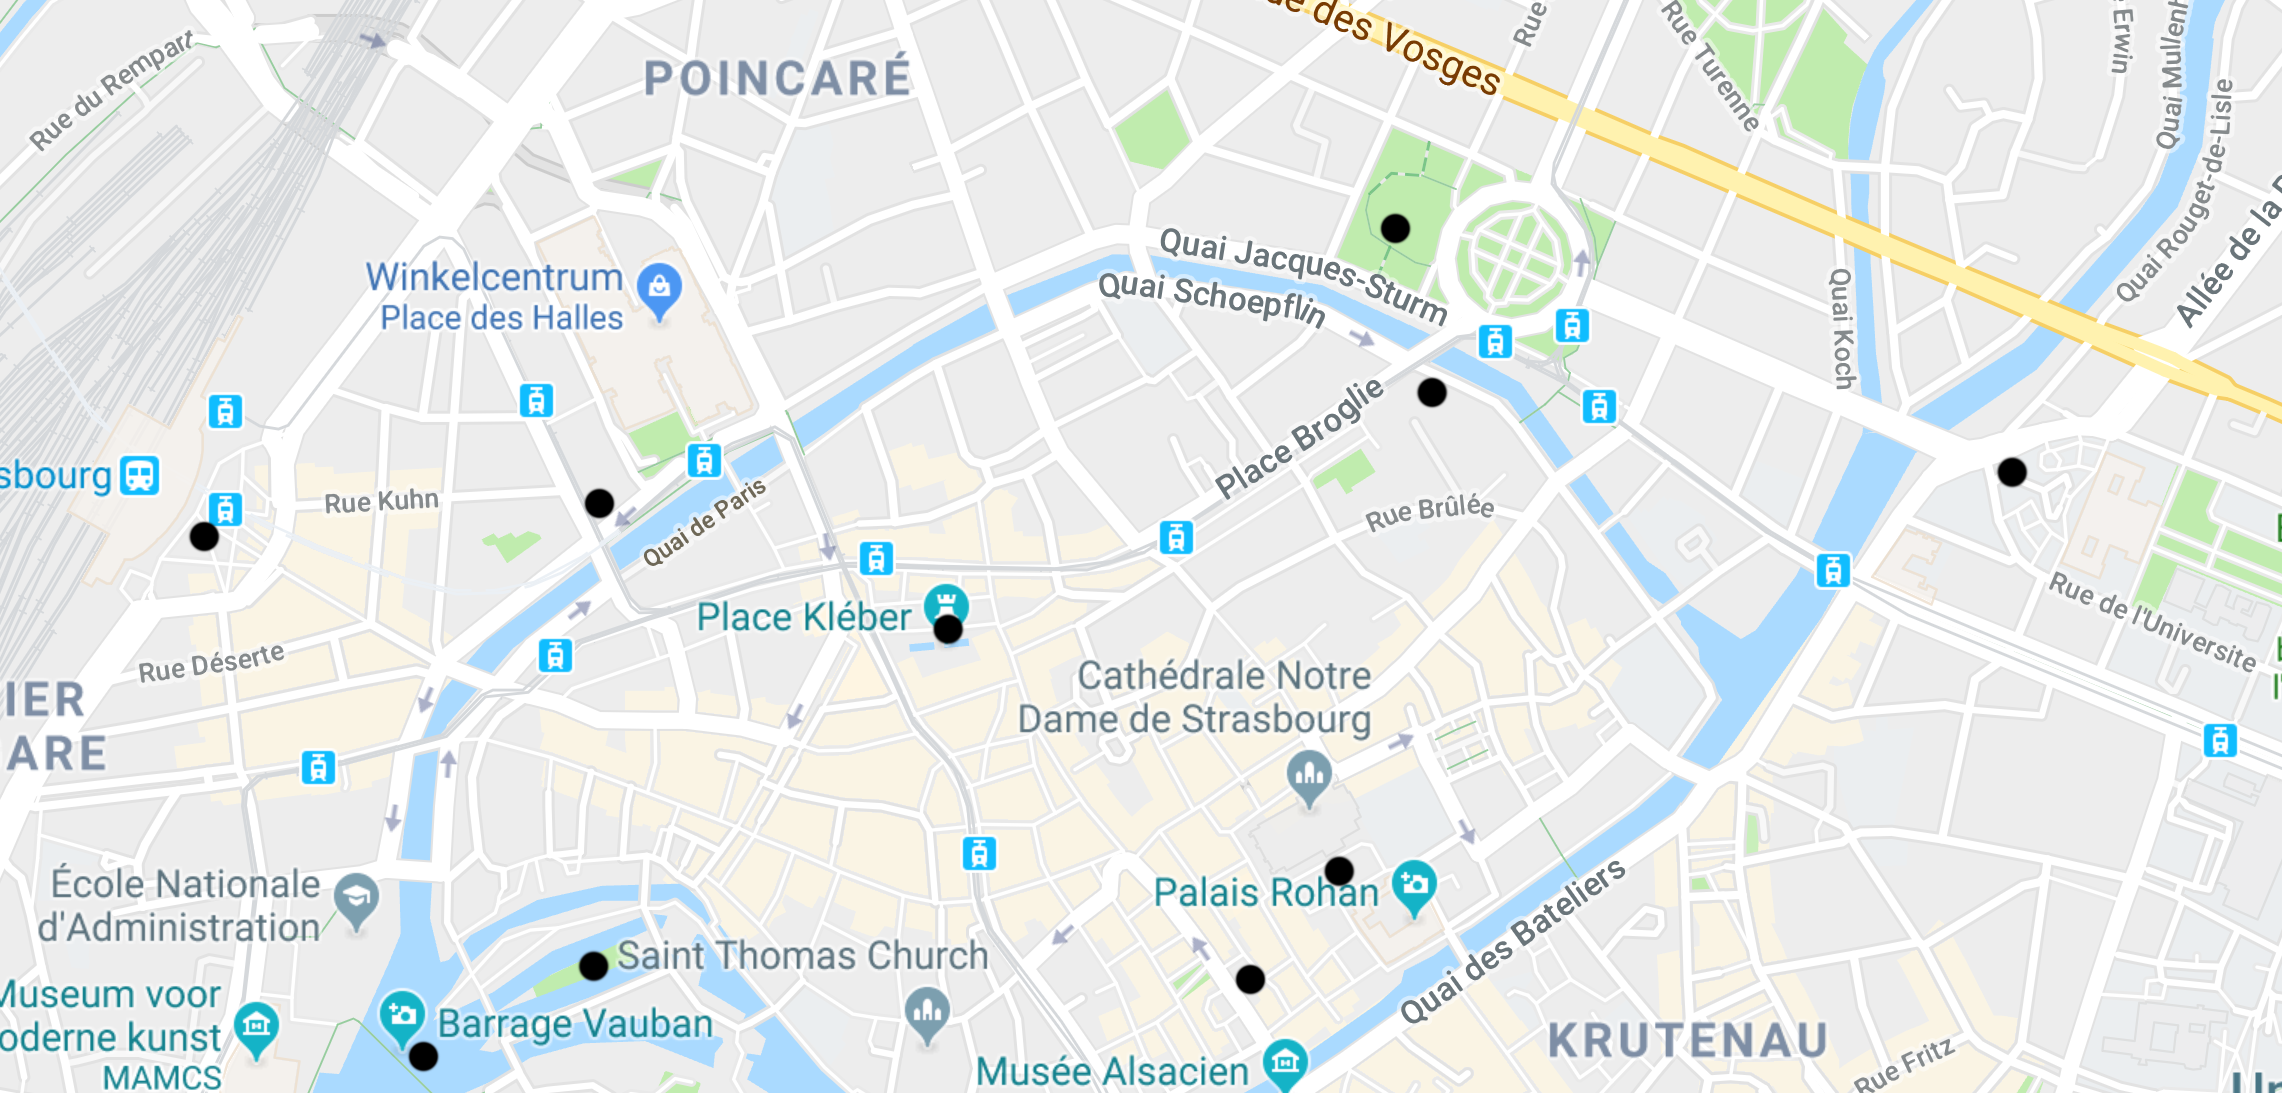 Rue du Rempart
POINCARÉ
de des Vosges
Rue
Rue Turenne
Erwin
Quai Mullenh
Quai Rouget-de-Lisle
Allée de la D
Winkelcentrum
Place des Halles
Quai Jacques-Sturm
Quai Schoepflin
Quai Koch
Place Broglie
sbourg
Rue Kuhn
Quai de Paris
Rue Brûlée
Place Kléber
Rue de l'Universite
Rue Déserte
IER
ARE
Cathédrale Notre
Dame de Strasbourg
École Nationale
d'Administration
Palais Rohan
Saint Thomas Church
Quai des Bateliers
Museum voor
oderne kunst
MAMCS
Barrage Vauban
Musée Alsacien
KRUTENAU
Rue Fritz